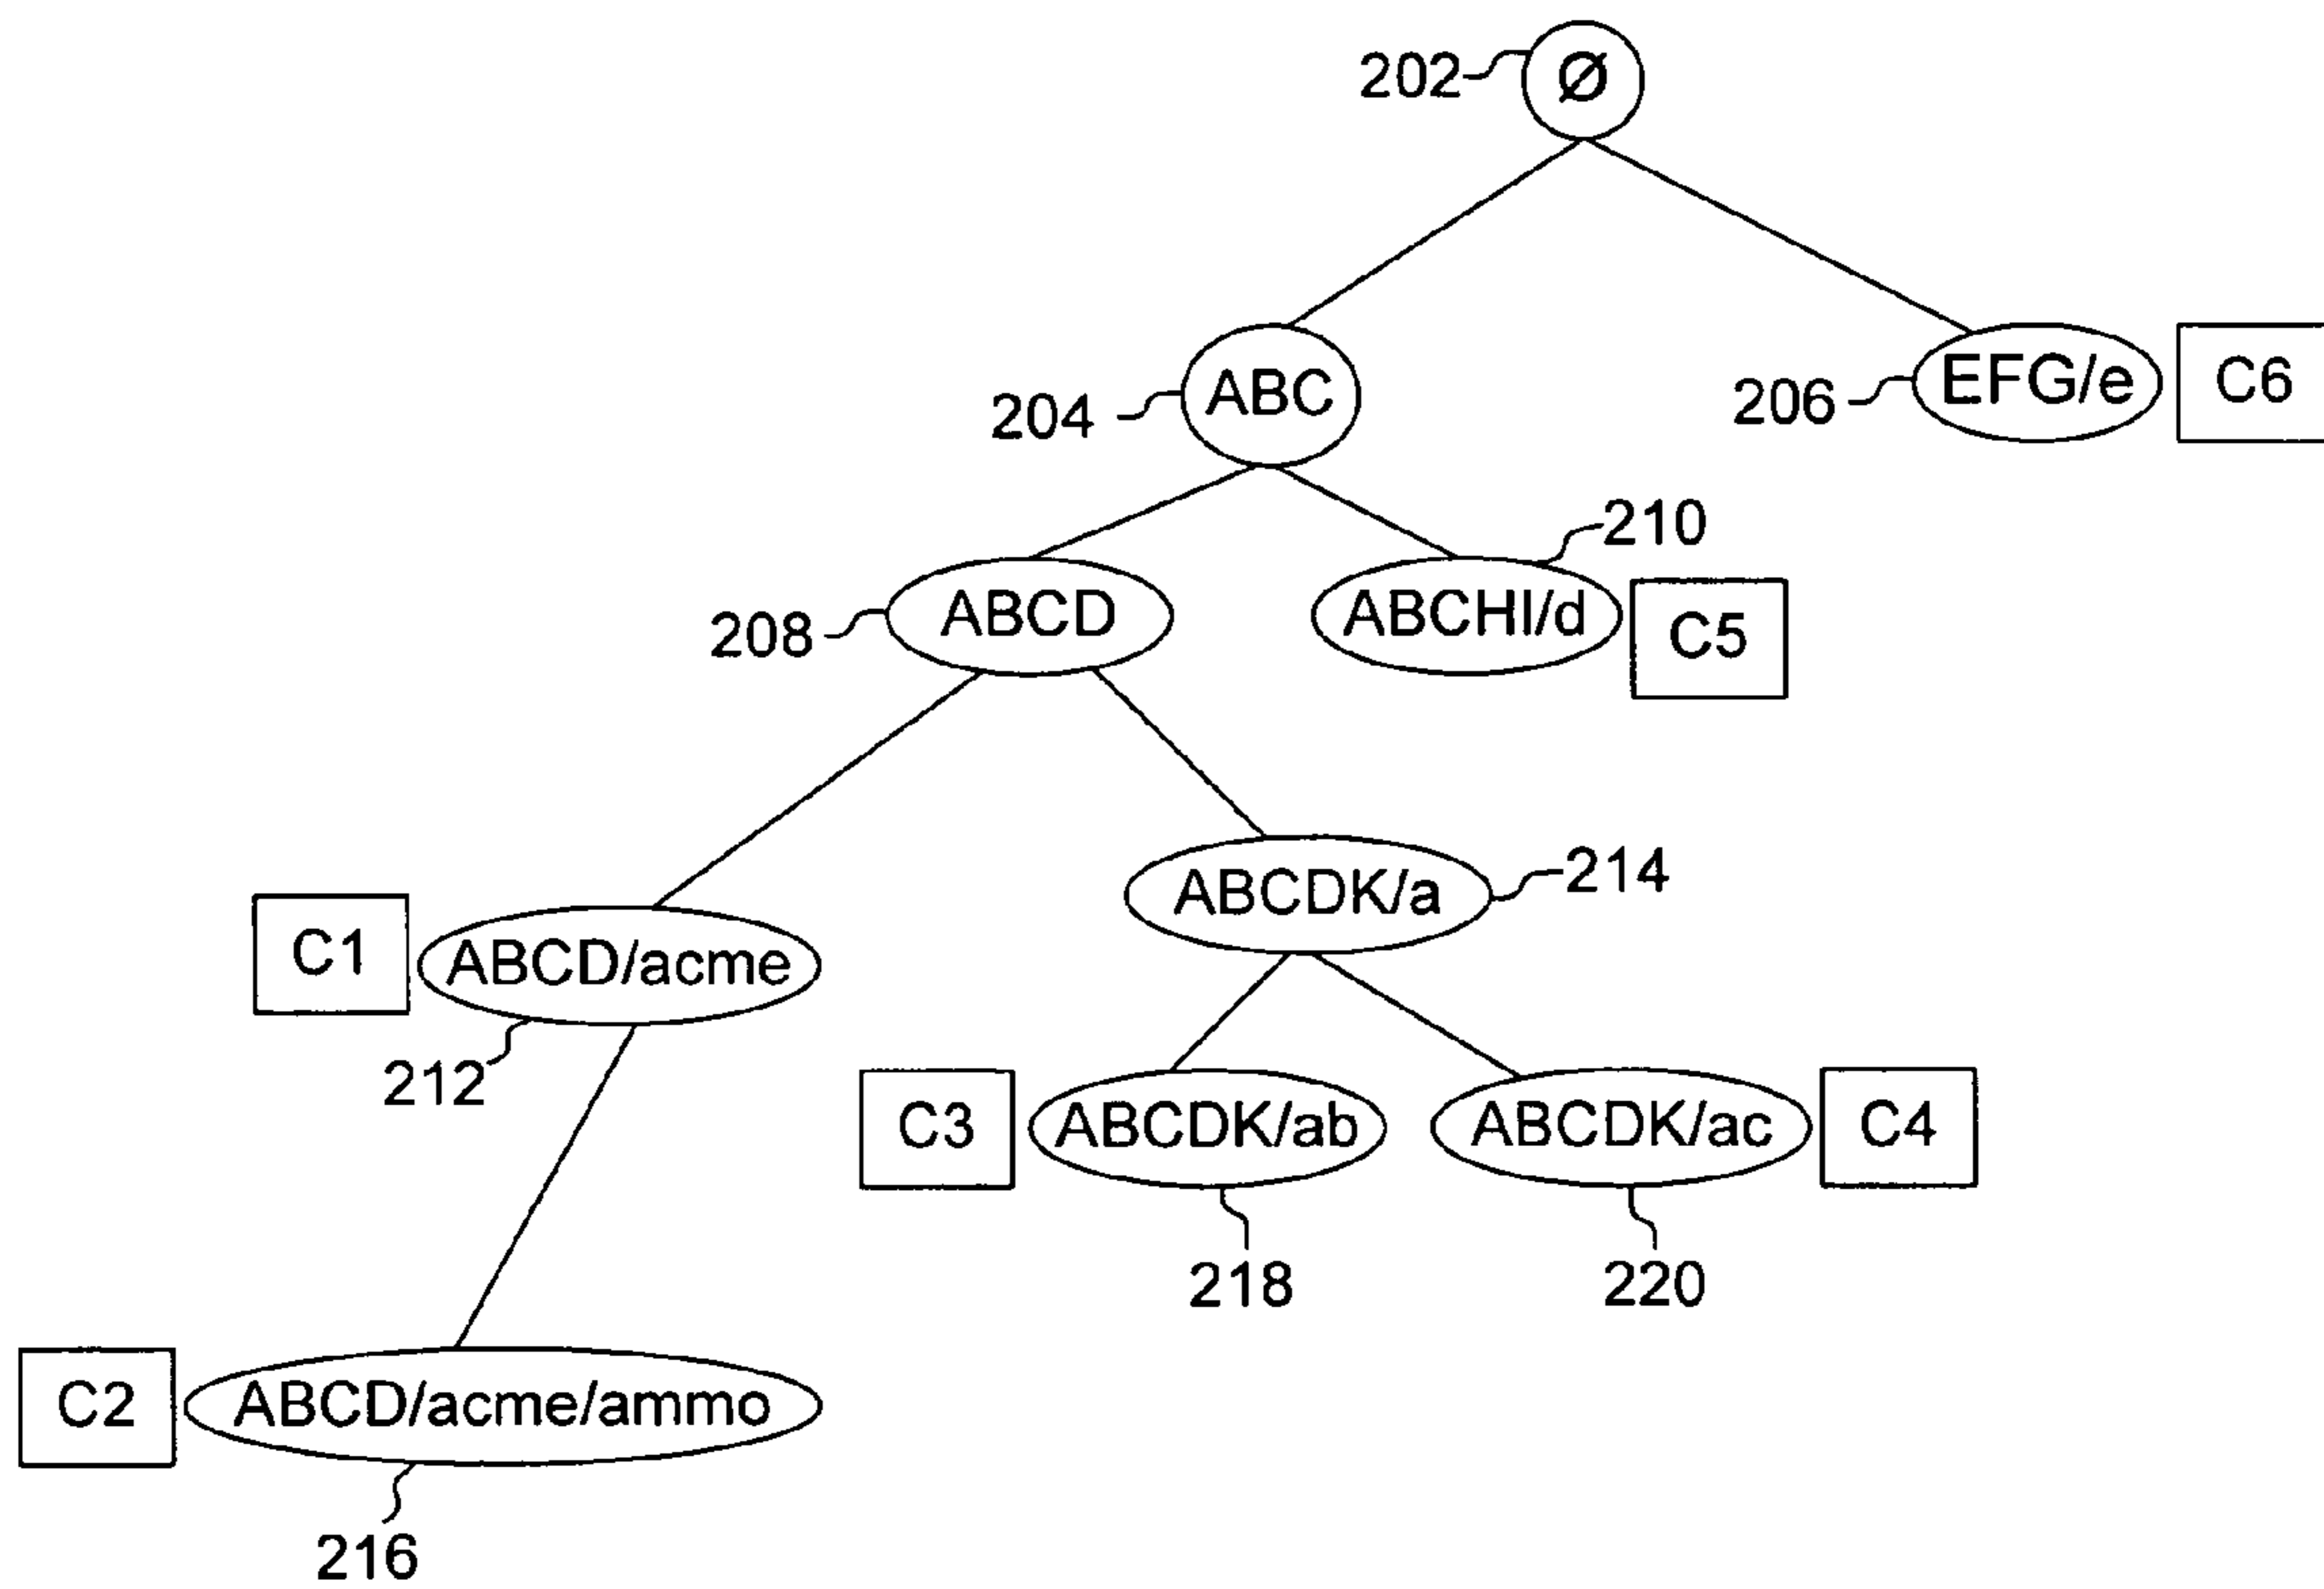 202 Ø
204 ABC
206 EFG/e C6
210
208 ABCD
ABCHI/d C5
ABCDK/a 214
C1 ABCD/acme
212
C3 ABCDK/ab
ABCDK/ac C4
218
220
C2 ABCD/acme/ammo
216